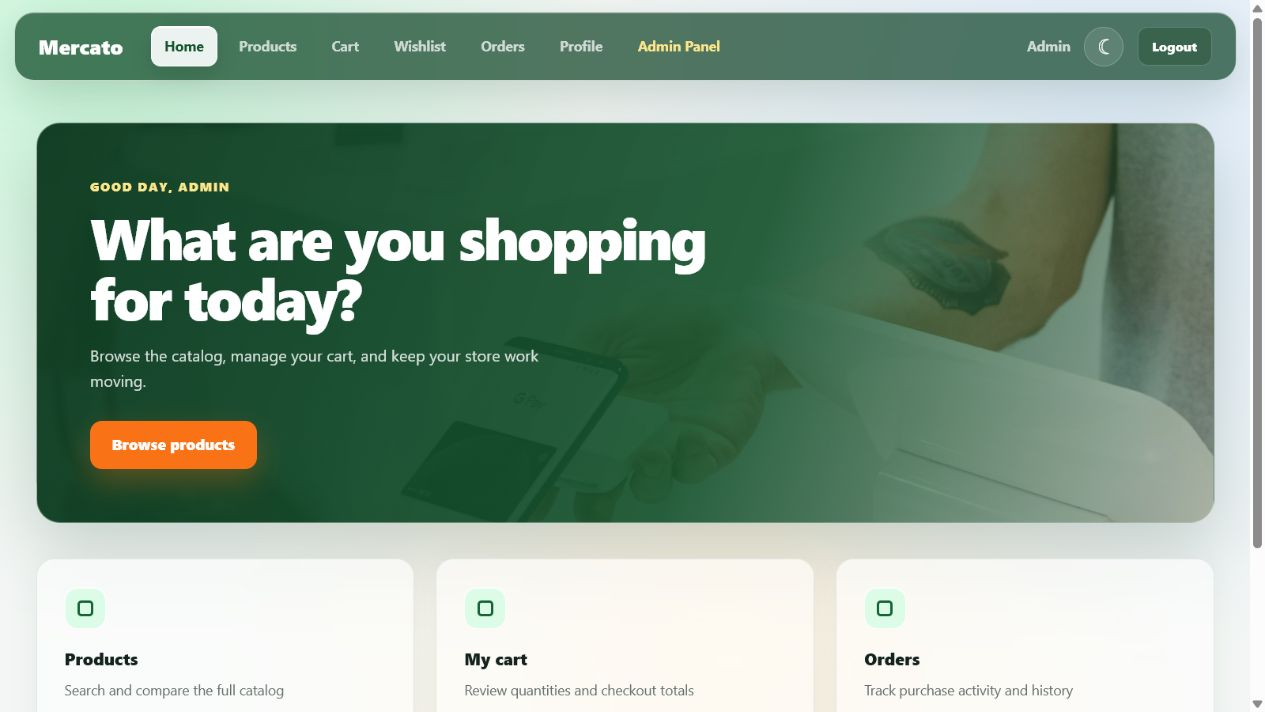 Mercato
Home
Products
Cart
Wishlist
Orders
Profile
Admin Panel
Admin
Logout
GOOD DAY, ADMIN
What are you shopping
for today?
Browse the catalog, manage your cart, and keep your store work
moving.
G Pay
Browse products
Products
Search and compare the full catalog
My cart
Review quantities and checkout totals
Orders
Track purchase activity and history